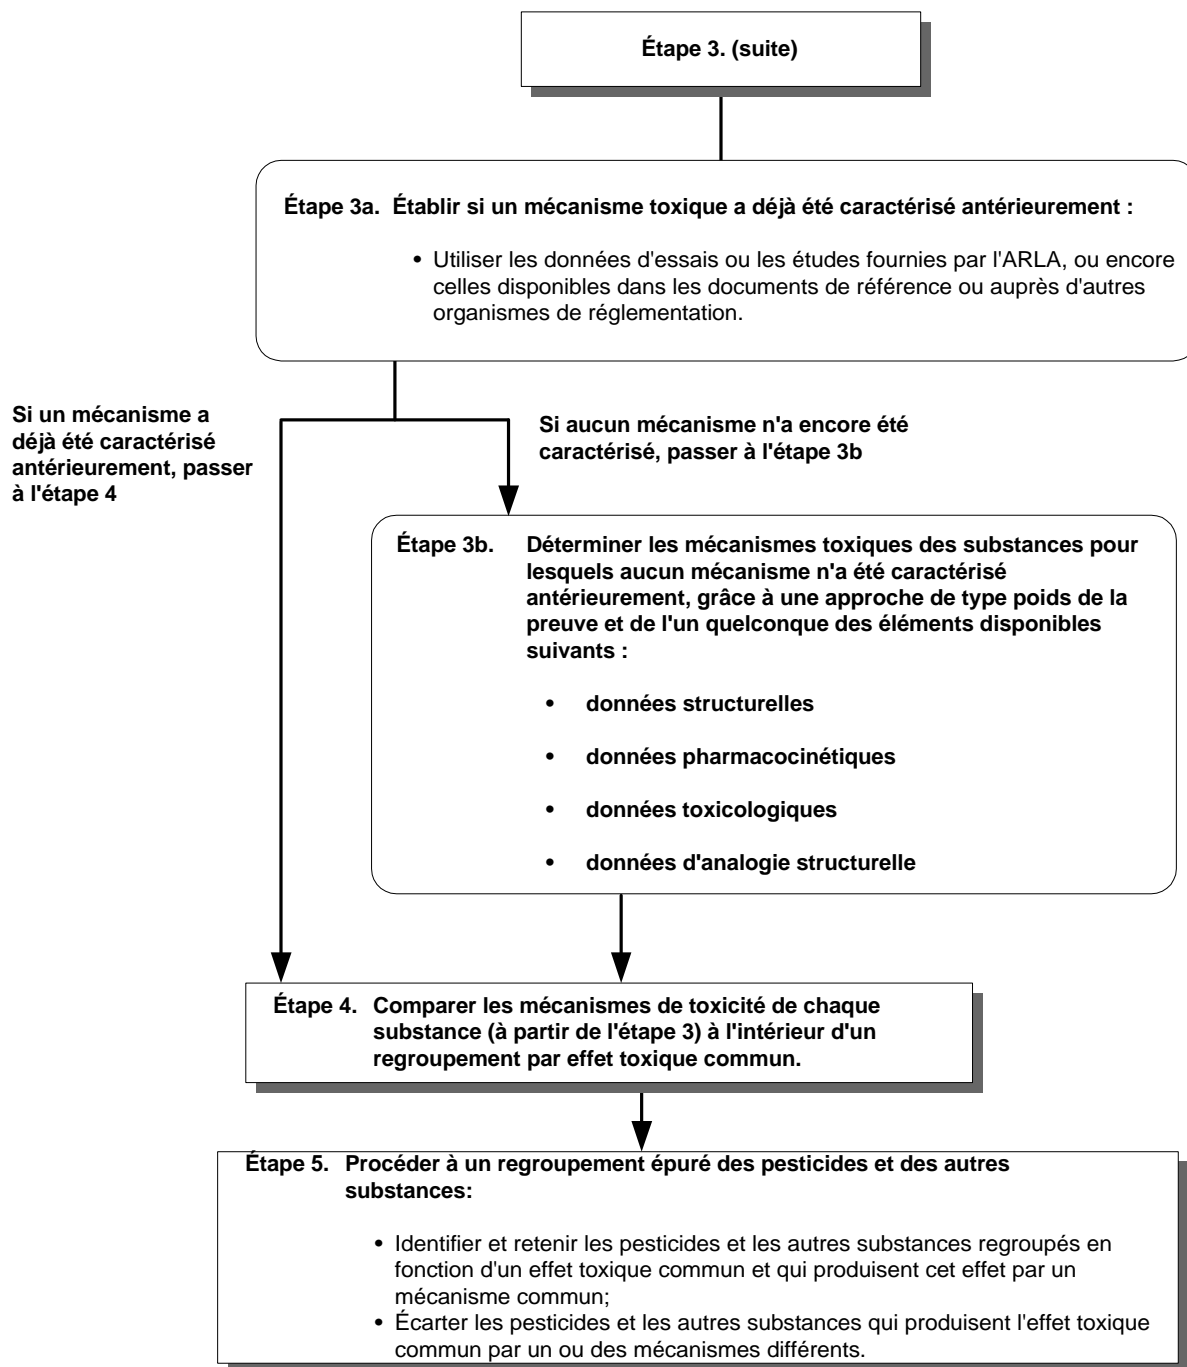 Étape 3. (suite)
Étape 3a. Établir si un mécanisme toxique a déjà été caractérisé antérieurement :
• Utiliser les données d'essais ou les études fournies par l'ARLA, ou encore
celles disponibles dans les documents de référence ou auprès d'autres
organismes de réglementation.
Si un mécanisme a
déjà été caractérisé
antérieurement, passer
à l'étape 4
Si aucun mécanisme n'a encore été
caractérisé, passer à l'étape 3b
Étape 3b. Déterminer les mécanismes toxiques des substances pour
lesquels aucun mécanisme n'a été caractérisé
antérieurement, grâce à une approche de type poids de la
preuve et de l'un quelconque des éléments disponibles
suivants :
• données structurelles
• données pharmacocinétiques
• données toxicologiques
• données d'analogie structurelle
Étape 4. Comparer les mécanismes de toxicité de chaque
substance (à partir de l'étape 3) à l'intérieur d'un
regroupement par effet toxique commun.
Étape 5. Procéder à un regroupement épuré des pesticides et des autres
substances:
• Identifier et retenir les pesticides et les autres substances regroupés en
fonction d'un effet toxique commun et qui produisent cet effet par un
mécanisme commun;
• Écarter les pesticides et les autres substances qui produisent l'effet toxique
commun par un ou des mécanismes différents.